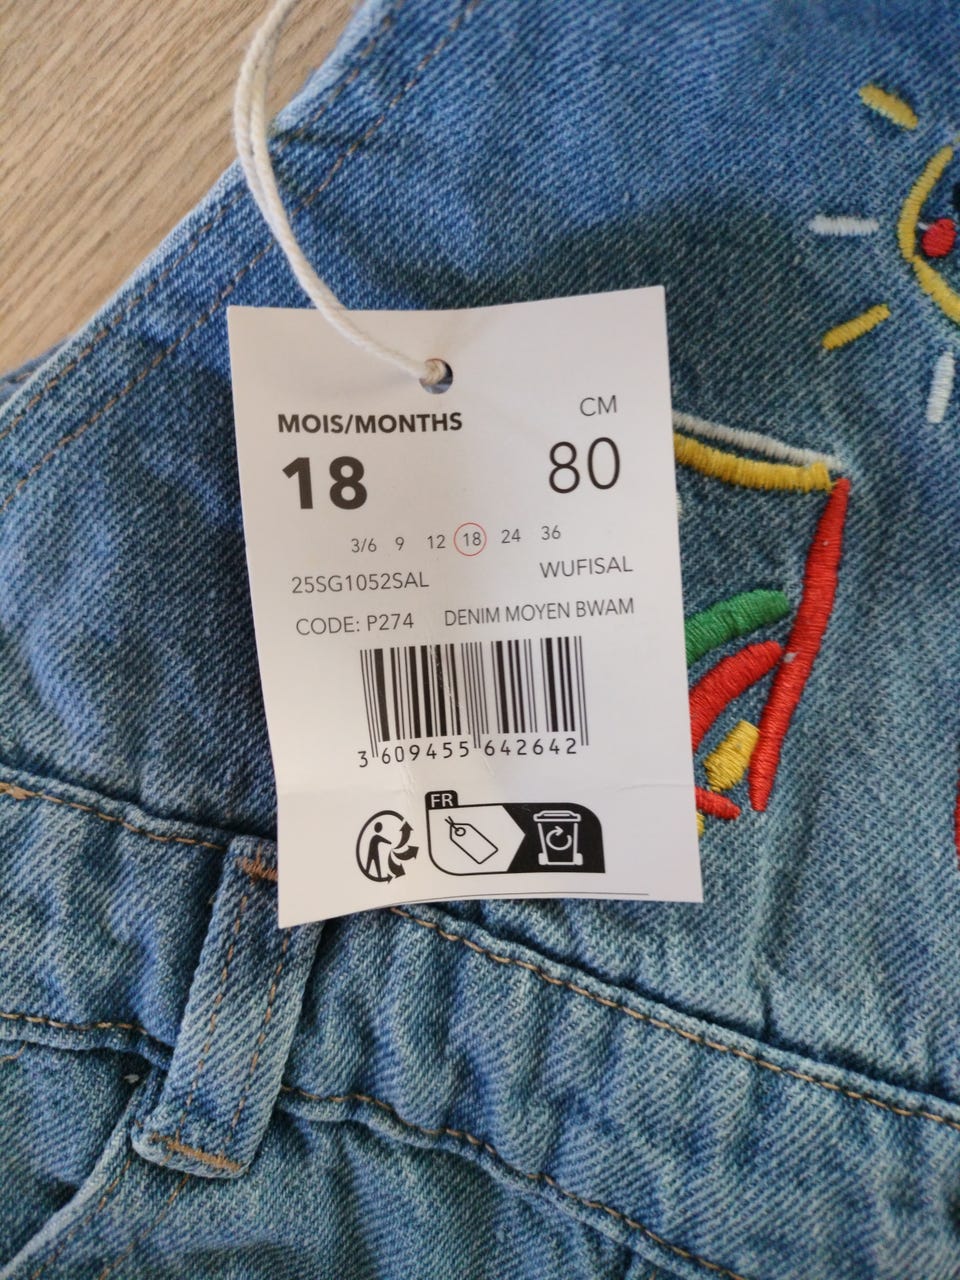 MOIS/MONTHS CM
18 80
3/6 9 12 18 24 36
25SG1052SAL WUFISAL
CODE: P274 DENIM MOYEN BWAM
3 609455 642642
FR